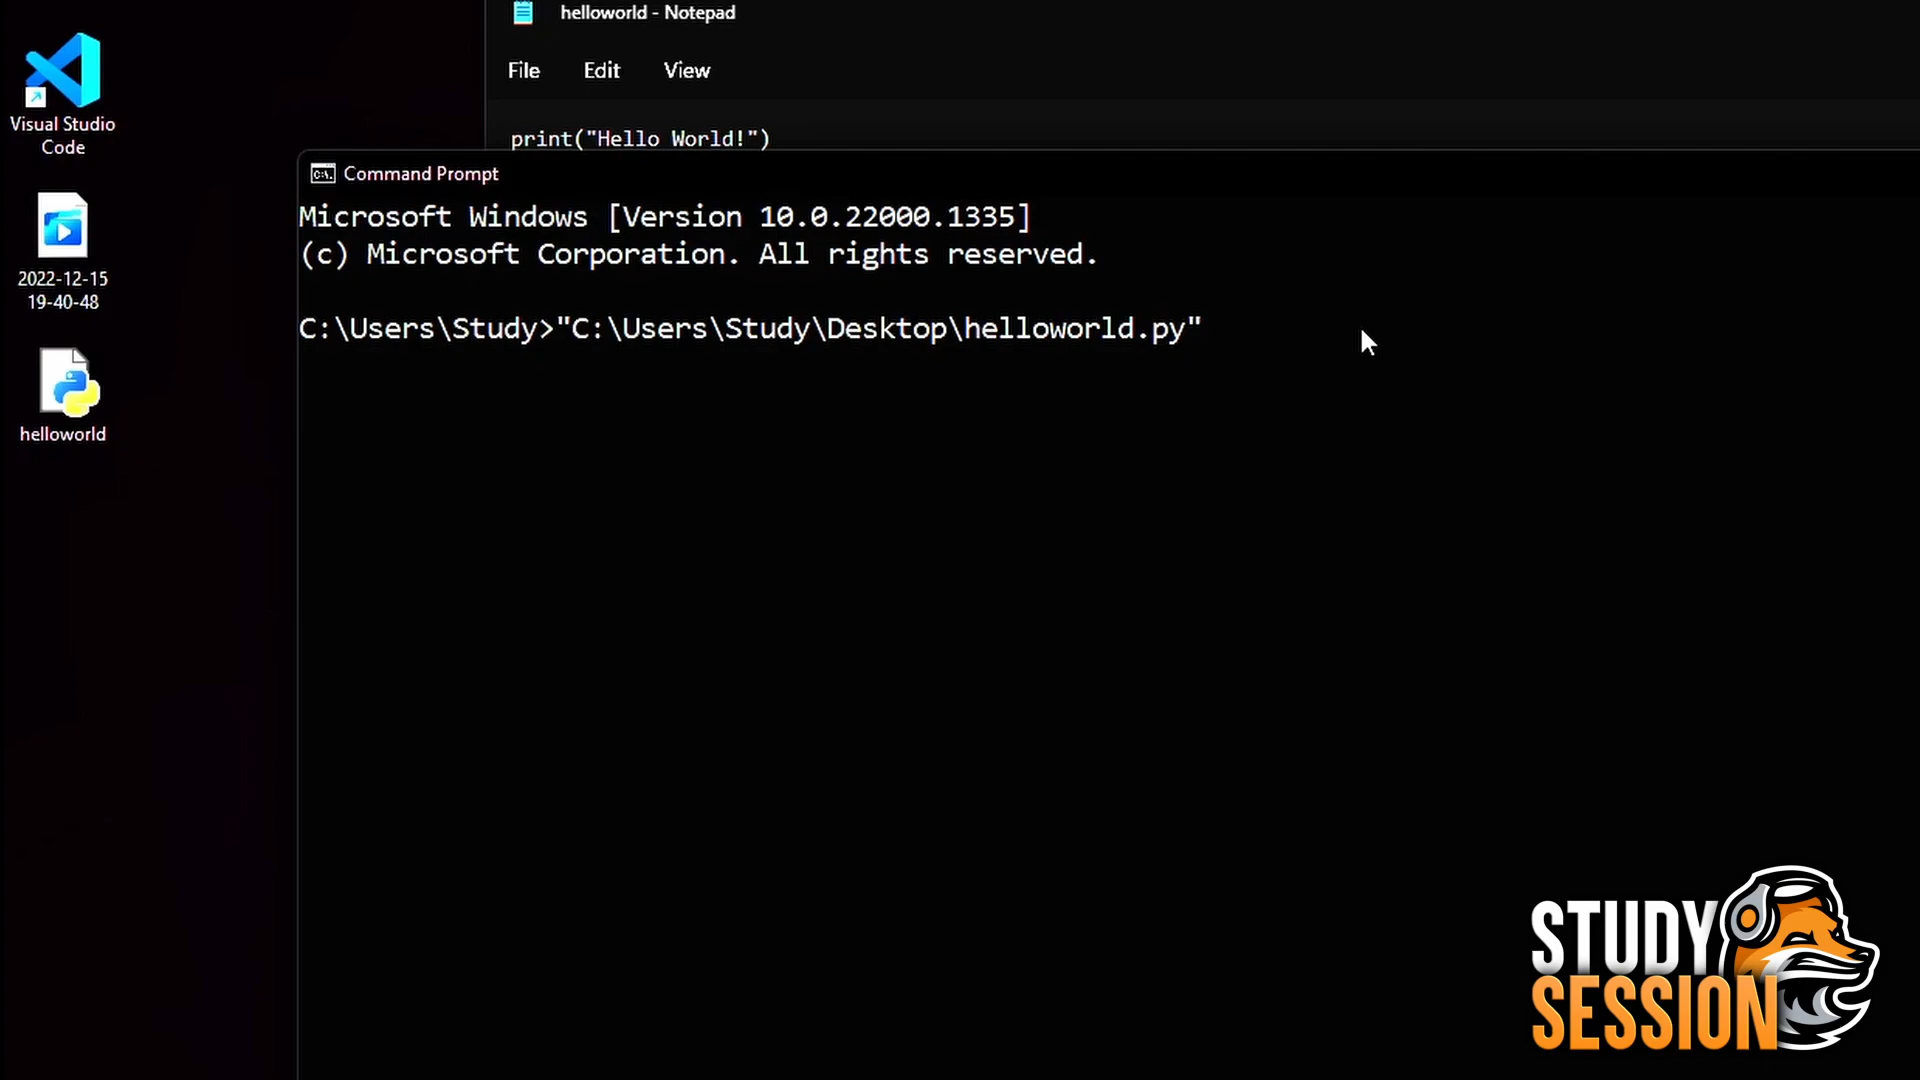 helloworld - Notepad
File Edit View
print("Hello World!")
Visual Studio
Code
2022-12-15
19-40-48
helloworld
Command Prompt
Microsoft Windows [Version 10.0.22000.1335]
(c) Microsoft Corporation. All rights reserved.
C:\Users\Study>"C:\Users\Study\Desktop\helloworld.py"
STUDY
SESSION